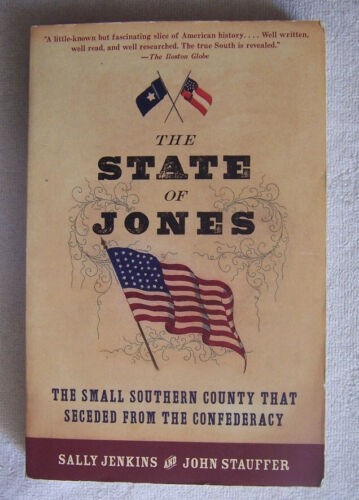 "A little-known but fascinating slice of American history. . . . Well written,
well read, and well researched. The true South is revealed."
—The Boston Globe
THE
STATE
OF
JONES
THE SMALL SOUTHERN COUNTY THAT
SECEDED FROM THE CONFEDERACY
SALLY JENKINS AND JOHN STAUFFER